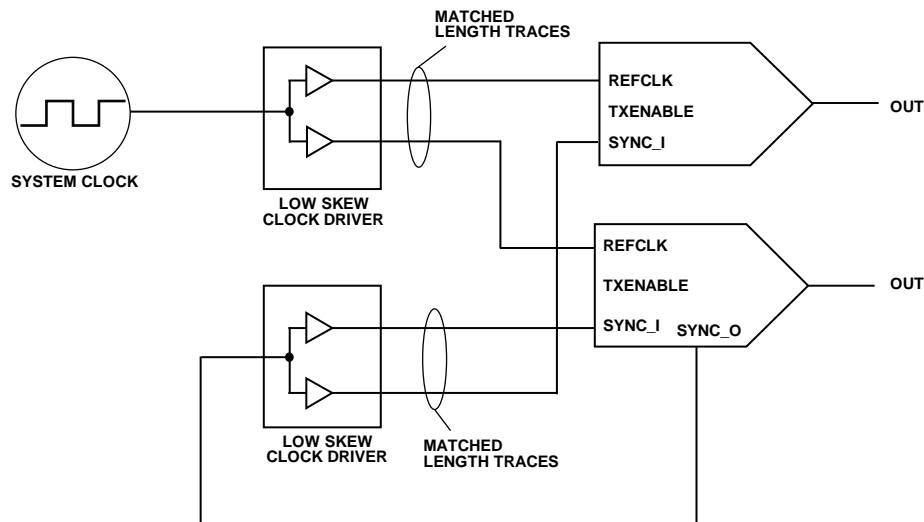 MATCHED
LENGTH TRACES
SYSTEM CLOCK
LOW SKEW
CLOCK DRIVER
REFCLK
TXENABLE
SYNC_I
OUT
REFCLK
TXENABLE
SYNC_I
SYNC_O
OUT
LOW SKEW
CLOCK DRIVER
MATCHED
LENGTH TRACES